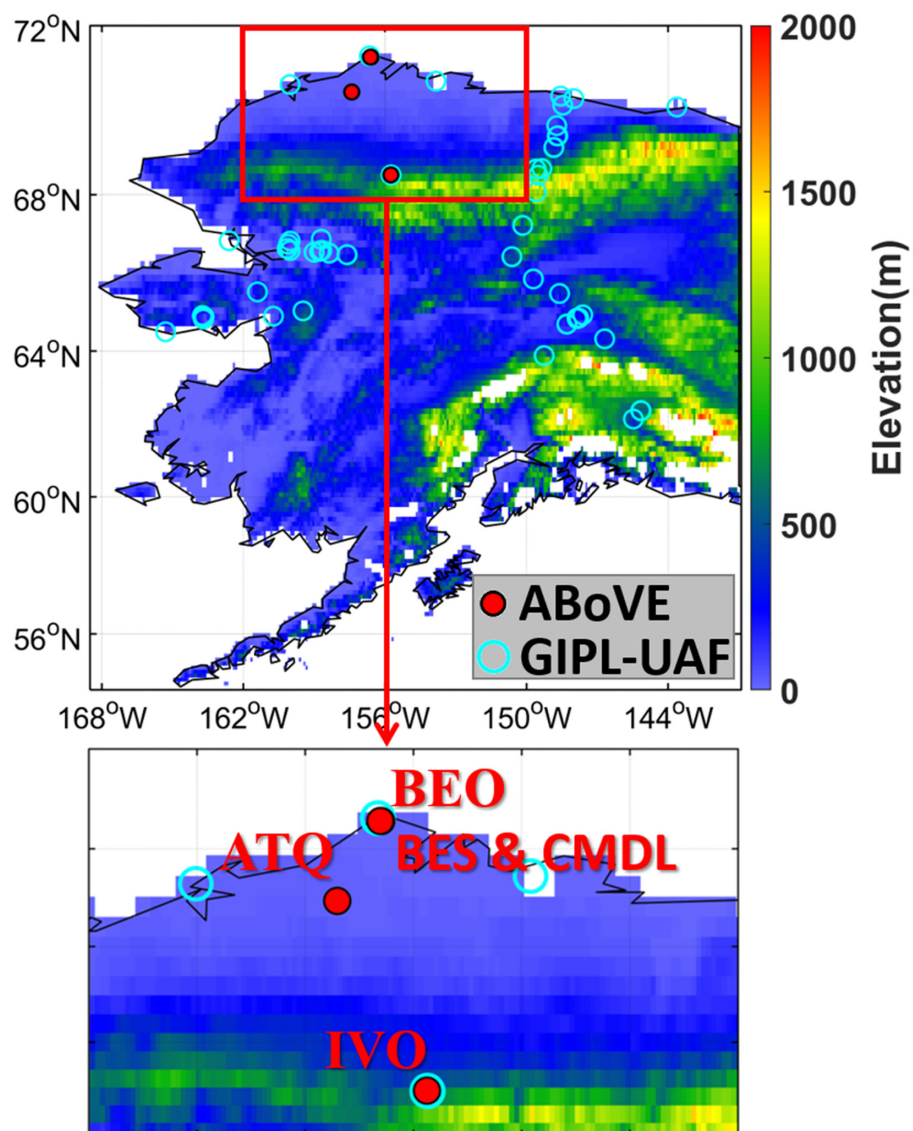 72°N
68°N
64°N
60°N
56°N
168°W 162°W 156°W 150°W 144°W
2000
1500
1000
500
0
Elevation(m)
ABoVE
GIPL-UAF
BEO
ATQ BES & CMDL
IVO